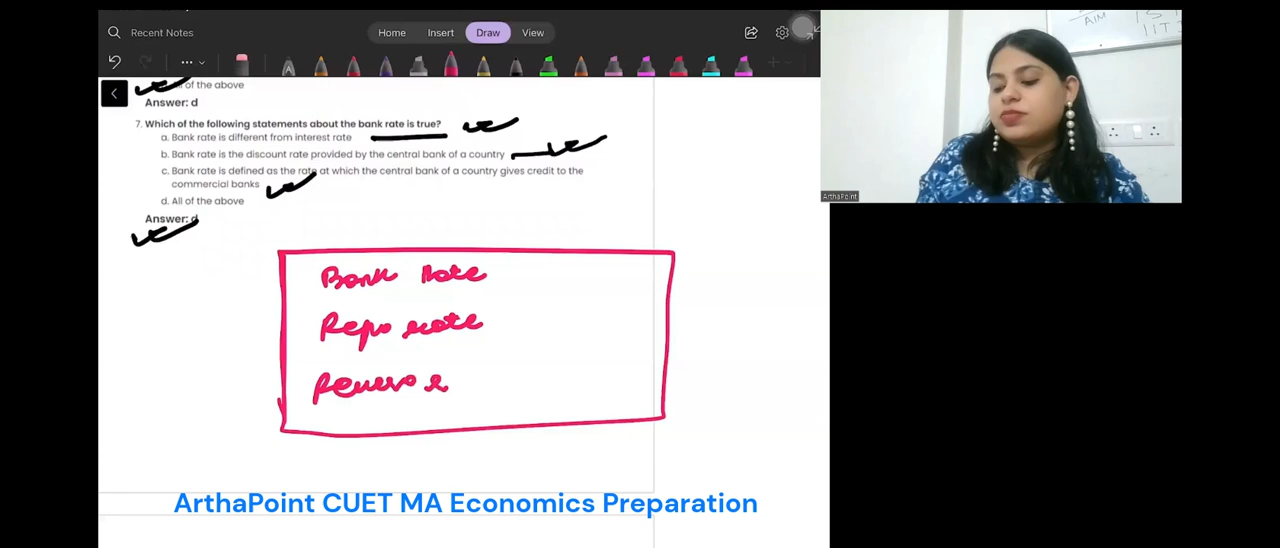 Recent Notes
Home Insert Draw View
of the above
Answer: d
7. Which of the following statements about the bank rate is true?
a. Bank rate is different from interest rate
b. Bank rate is the discount rate provided by the central bank of a country
c. Bank rate is defined as the rate at which the central bank of a country gives credit to the
commercial banks
d. All of the above
Answer: d
Bank Rate
Repo rate
ArthaPoint
AIM
IIT
ArthaPoint CUET MA Economics Preparation